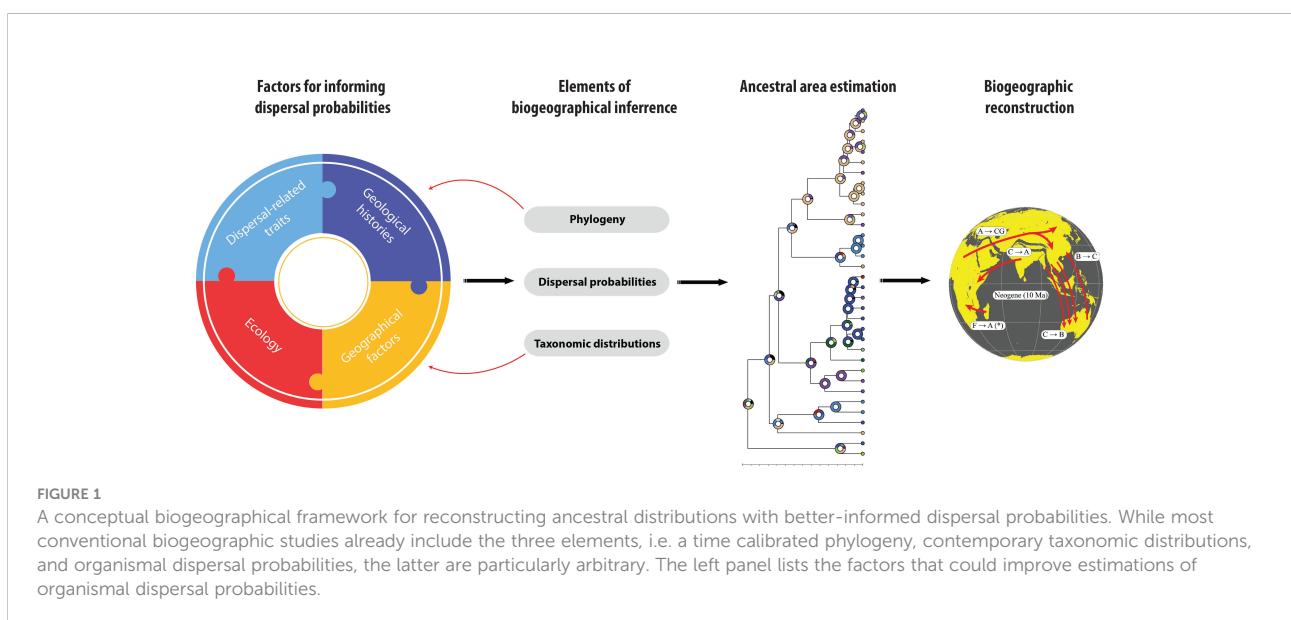 Factors for informing
dispersal probabilities
Elements of
biogeographical inferrence
Ancestral area estimation
Biogeographic
reconstruction
Dispersal-related
traits
Geological
histories
Ecology
Geographical
factors
Phylogeny
Dispersal probabilities
Taxonomic distributions
A → CG
C → A
B → C
Neogene (10 Ma)
F → A (*)
C → B
FIGURE 1
A conceptual biogeographical framework for reconstructing ancestral distributions with better-informed dispersal probabilities. While most
conventional biogeographic studies already include the three elements, i.e. a time calibrated phylogeny, contemporary taxonomic distributions,
and organismal dispersal probabilities, the latter are particularly arbitrary. The left panel lists the factors that could improve estimations of
organismal dispersal probabilities.